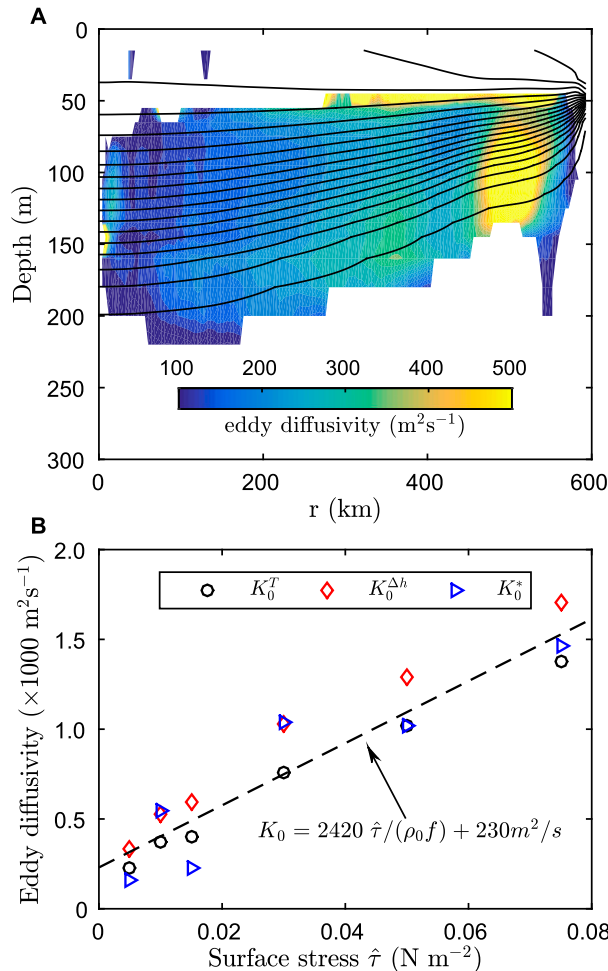 A
0
50
100
150
200
250
300
Depth (m)
100 200 300 400 500
eddy diffusivity (m²s⁻¹)
0 200 400 600
r (km)
B
2.0
1.5
1.0
0.5
0
Eddy diffusivity (×1000 m²s⁻¹)
K₀ᵀ K₀^Δh K₀*
K₀ = 2420 τ̂/(ρ₀f) + 230m²/s
0 0.02 0.04 0.06 0.08
Surface stress τ̂ (N m⁻²)